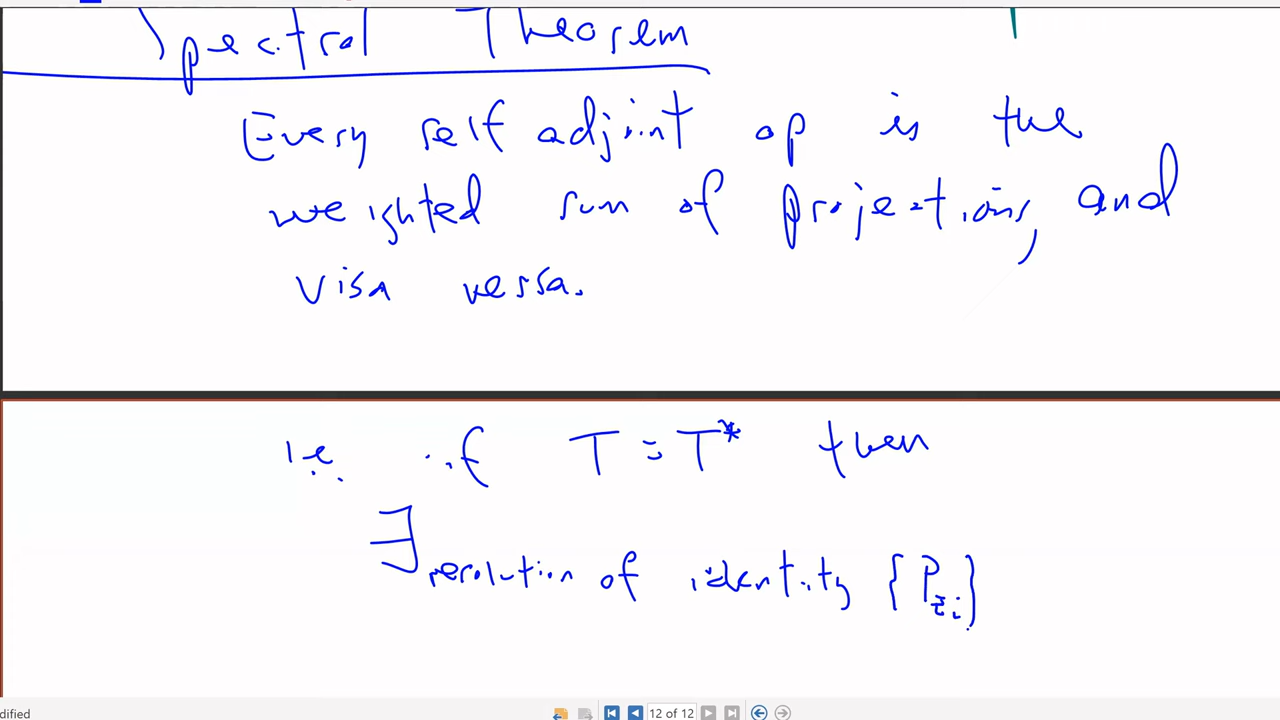 Spectral Theorem
Every self adjoint op is the
weighted sum of projections, and
visa vessa.
i.e. if T = T* then
∃ resolution of identity {P_{z_i}}
dified
12 of 12